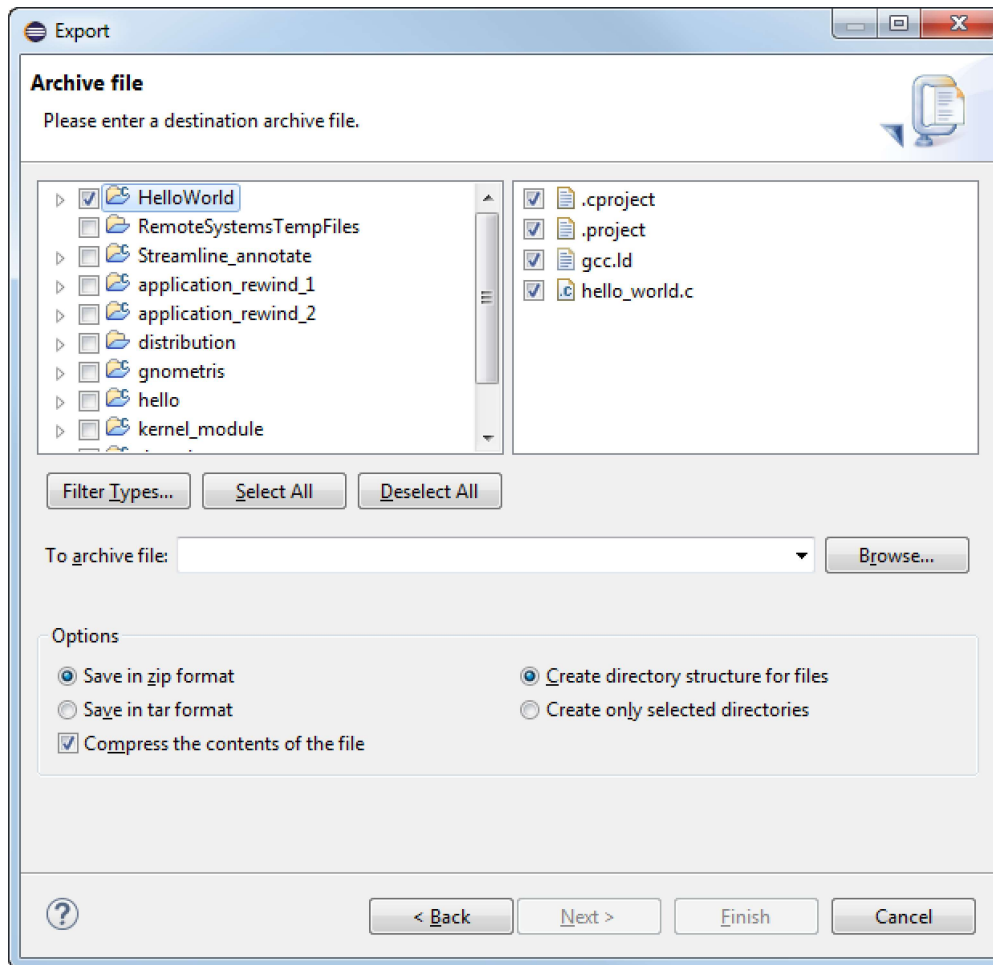 Export
Archive file
Please enter a destination archive file.
HelloWorld
RemoteSystemsTempFiles
Streamline_annotate
application_rewind_1
application_rewind_2
distribution
gnometris
hello
kernel_module
.cproject
.project
gcc.ld
hello_world.c
Filter Types... Select All Deselect All
To archive file: Browse...
Options
Save in zip format
Save in tar format
Compress the contents of the file
Create directory structure for files
Create only selected directories
< Back Next > Finish Cancel